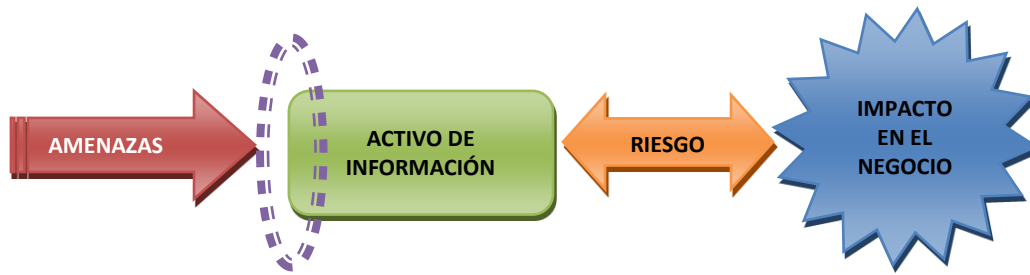 AMENAZAS
ACTIVO DE
INFORMACIÓN
RIESGO
IMPACTO
EN EL
NEGOCIO